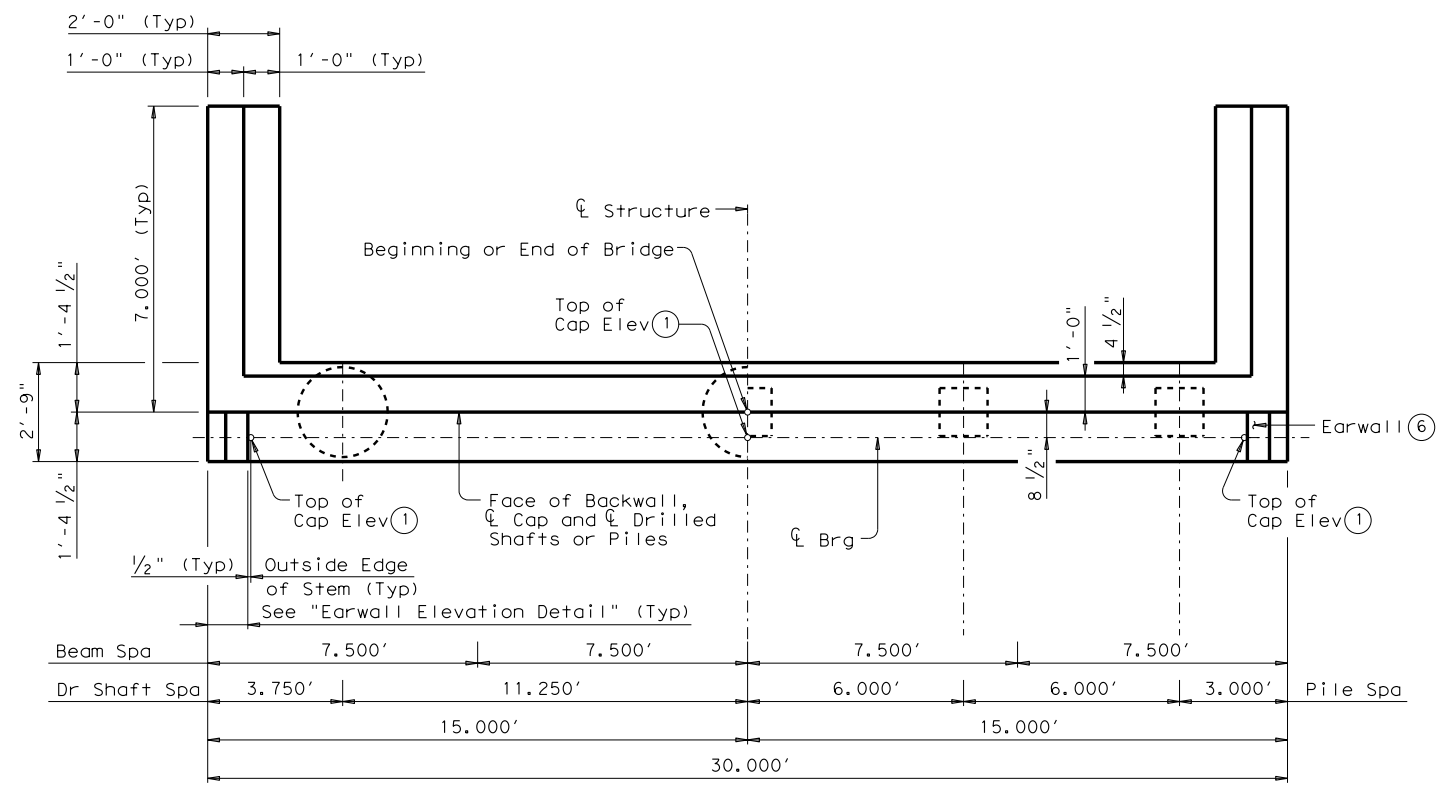 2'-0" (Typ)
1'-0" (Typ)
1'-0" (Typ)
7.000' (Typ)
1'-4 ½"
2'-9"
1'-4 ½"
℄ Structure
Beginning or End of Bridge
Top of
Cap Elev 1
1'-0"
4 ½"
8 ½"
Earwall 6
Top of
Cap Elev 1
Face of Backwall,
℄ Cap and ℄ Drilled
Shafts or Piles
℄ Brg
Top of
Cap Elev 1
½" (Typ)
Outside Edge
of Stem (Typ)
See "Earwall Elevation Detail" (Typ)
Beam Spa 7.500' 7.500' 7.500' 7.500'
Dr Shaft Spa 3.750' 11.250' 6.000' 6.000' 3.000' Pile Spa
15.000' 15.000'
30.000'